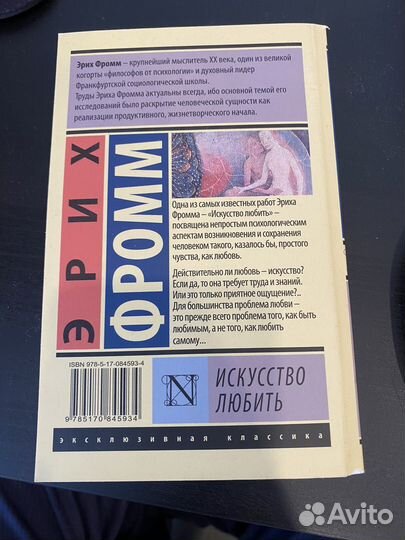 Эрих Фромм – крупнейший мыслитель XX века, один из великой
когорты «философов от психологии» и духовный лидер
Франкфуртской социологической школы.
Труды Эриха Фромма актуальны всегда, ибо основной темой его
исследований было раскрытие человеческой сущности как
реализации продуктивного, жизнетворческого начала.
ЭРИХ
ФРОММ
Одна из самых известных работ Эриха
Фромма – «Искусство любить» –
посвящена непростым психологическим
аспектам возникновения и сохранения
человеком такого, казалось бы, простого
чувства, как любовь.
Действительно ли любовь – искусство?
Если да, то она требует труда и знаний.
Или это только приятное ощущение?..
Для большинства проблема любви –
это прежде всего проблема того, как быть
любимым, а не того, как любить
самому...
ISBN 978-5-17-084593-4
9 785170 845934
N
ИСКУССТВО
ЛЮБИТЬ
эксклюзивная классика
Avito